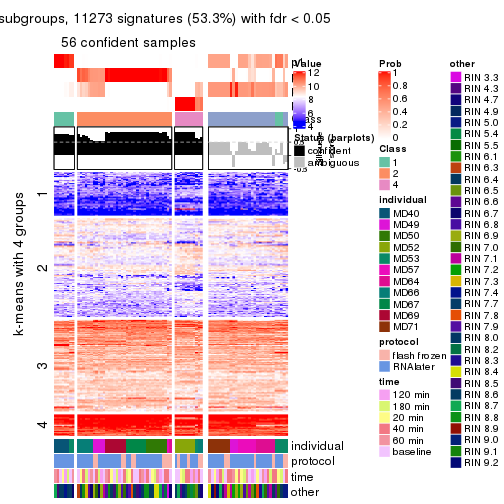 subgroups, 11273 signatures (53.3%) with fdr < 0.05
56 confident samples
k-means with 4 groups
1
2
3
4
individual
protocol
time
other
Value
12
10
8
6
4
Status (barplots)
confident
ambiguous
-0.5
Prob
1
0.8
0.6
0.4
0.2
0
Class
1
2
4
individual
MD40
MD49
MD50
MD52
MD53
MD57
MD64
MD66
MD67
MD69
MD71
protocol
flash frozen
RNAlater
time
120 min
180 min
20 min
40 min
60 min
baseline
other
RIN 3.3
RIN 4.3
RIN 4.7
RIN 4.9
RIN 5.0
RIN 5.4
RIN 5.5
RIN 6.1
RIN 6.3
RIN 6.4
RIN 6.5
RIN 6.6
RIN 6.7
RIN 6.8
RIN 6.9
RIN 7.0
RIN 7.1
RIN 7.2
RIN 7.3
RIN 7.4
RIN 7.7
RIN 7.8
RIN 7.9
RIN 8.0
RIN 8.2
RIN 8.3
RIN 8.4
RIN 8.5
RIN 8.6
RIN 8.7
RIN 8.8
RIN 8.9
RIN 9.0
RIN 9.1
RIN 9.2